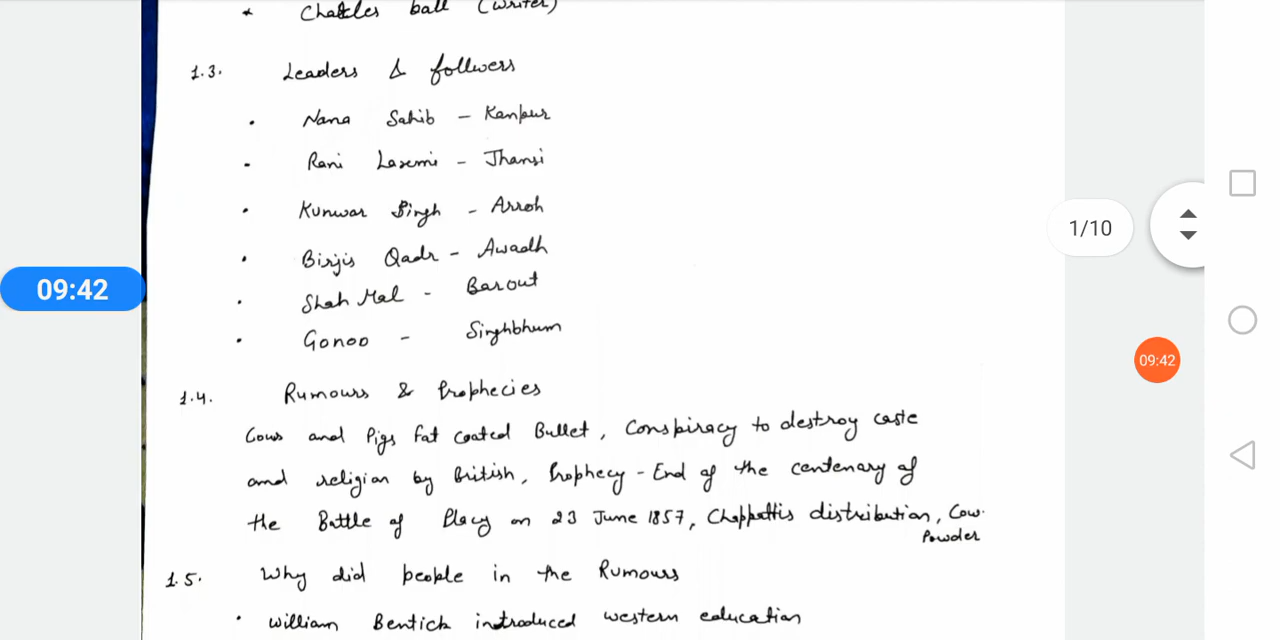 * Chatles ball (writer)
1.3. Leaders & follwers
• Nana Sahib – Kanpur
- Rani Laxmi – Jhansi
• Kunwar Singh – Arrah
• Birjis Qadr – Awadh
• Shah Mal – Barout
• Gonoo – Singhbhum
1.4. Rumours & Prophecies
Cows and Pigs fat coated Bullet, Conspiracy to destroy caste
and religion by British, Prophecy – End of the centenary of
the Battle of Placy on 23 June 1857, Chappattis distribution, Cow
Powder
1.5. Why did people in the Rumours
• William Bentick introduced western education
1/10
09:42
09:42